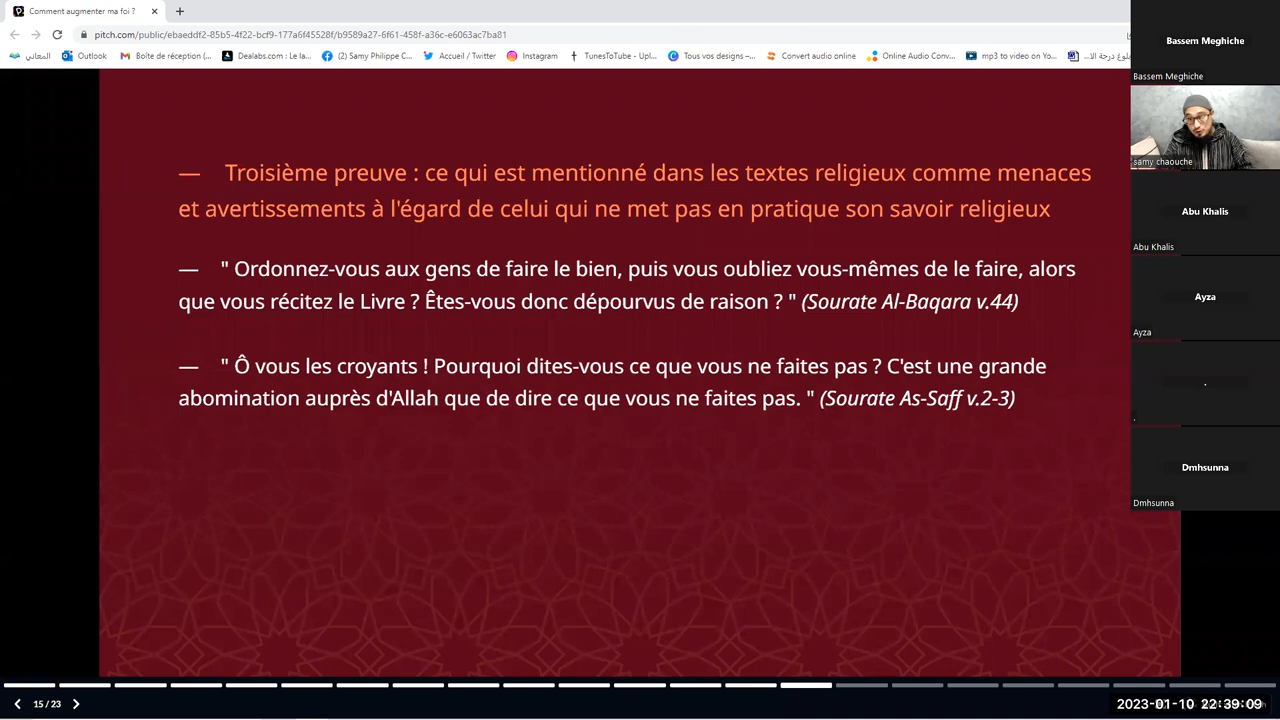 Comment augmenter ma foi ?
pitch.com/public/ebaeddf2-85b5-4f22-bcf9-177a6f45528f/b9589a27-6f61-458f-a36c-e6063ac7ba81
المعاني Outlook Boîte de réception (... Dealabs.com : Le la... (2) Samy Philippe C... Accueil / Twitter Instagram TunesToTube - Upl... Tous vos designs –... Convert audio online Online Audio Conv... mp3 to video on Yo... بلوغ درجة الا...
— Troisième preuve : ce qui est mentionné dans les textes religieux comme menaces
et avertissements à l'égard de celui qui ne met pas en pratique son savoir religieux
— " Ordonnez-vous aux gens de faire le bien, puis vous oubliez vous-mêmes de le faire, alors
que vous récitez le Livre ? Êtes-vous donc dépourvus de raison ? " (Sourate Al-Baqara v.44)
— " Ô vous les croyants ! Pourquoi dites-vous ce que vous ne faites pas ? C'est une grande
abomination auprès d'Allah que de dire ce que vous ne faites pas. " (Sourate As-Saff v.2-3)
Bassem Meghiche
Bassem Meghiche
samy chaouche
Abu Khalis
Abu Khalis
Ayza
Ayza
.
.
Dmhsunna
Dmhsunna
15 / 23
2023-01-10 22:39:09